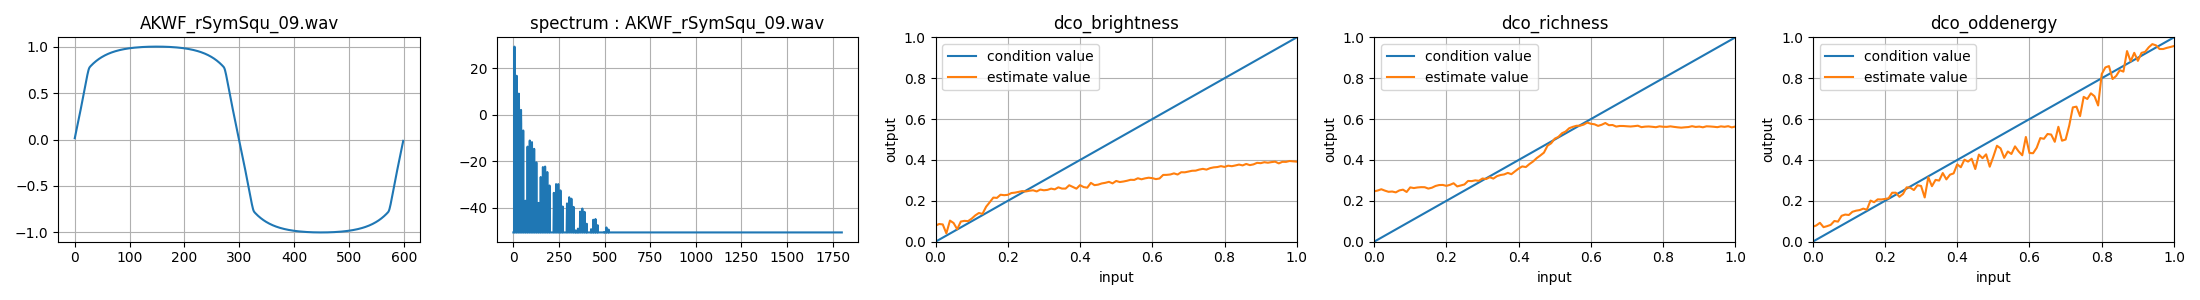 AKWF_rSymSqu_09.wav
1.0
0.5
0.0
−0.5
−1.0
0 100 200 300 400 500 600
spectrum : AKWF_rSymSqu_09.wav
20
0
−20
−40
0 250 500 750 1000 1250 1500 1750
dco_brightness
condition value
estimate value
output
1.0
0.8
0.6
0.4
0.2
0.0
0.0 0.2 0.4 0.6 0.8 1.0
input
dco_richness
condition value
estimate value
output
1.0
0.8
0.6
0.4
0.2
0.0
0.0 0.2 0.4 0.6 0.8 1.0
input
dco_oddenergy
condition value
estimate value
output
1.0
0.8
0.6
0.4
0.2
0.0
0.0 0.2 0.4 0.6 0.8 1.0
input